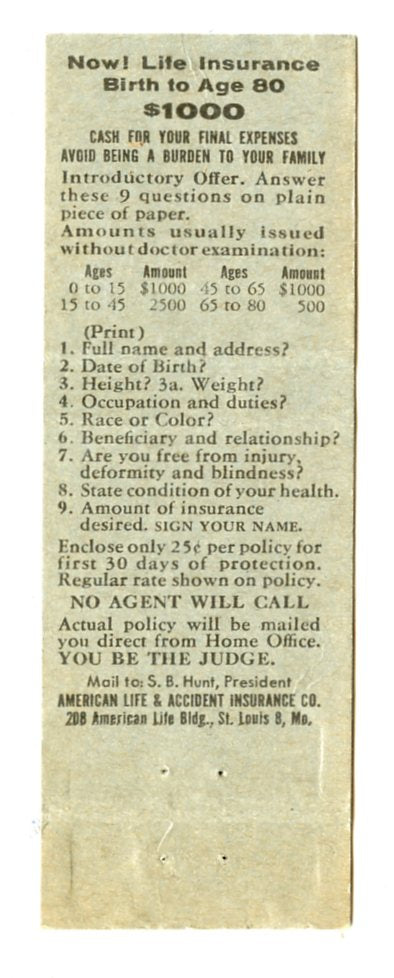 Now! Life Insurance
Birth to Age 80
$1000
CASH FOR YOUR FINAL EXPENSES
AVOID BEING A BURDEN TO YOUR FAMILY
Introductory Offer. Answer
these 9 questions on plain
piece of paper.
Amounts usually issued
without doctor examination:
Ages Amount Ages Amount
0 to 15 $1000 45 to 65 $1000
15 to 45 2500 65 to 80 500
(Print)
1. Full name and address?
2. Date of Birth?
3. Height? 3a. Weight?
4. Occupation and duties?
5. Race or Color?
6. Beneficiary and relationship?
7. Are you free from injury,
deformity and blindness?
8. State condition of your health.
9. Amount of insurance
desired. SIGN YOUR NAME.
Enclose only 25¢ per policy for
first 30 days of protection.
Regular rate shown on policy.
NO AGENT WILL CALL
Actual policy will be mailed
you direct from Home Office.
YOU BE THE JUDGE.
Mail to: S. B. Hunt, President
AMERICAN LIFE & ACCIDENT INSURANCE CO.
208 American Life Bldg., St. Louis 8, Mo.